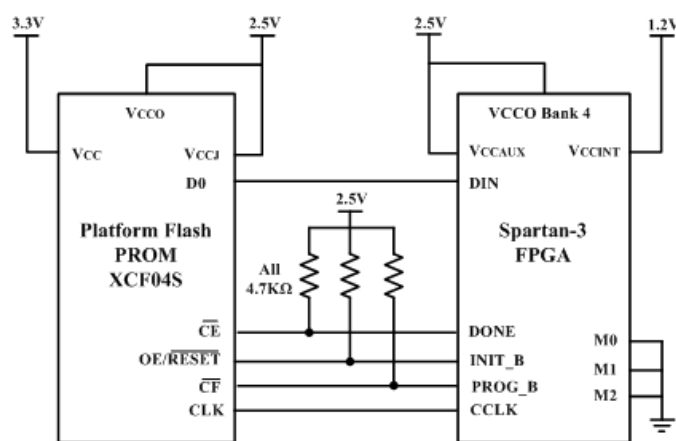 3.3V
2.5V
2.5V
1.2V
VCCO
VCC
VCCJ
D0
Platform Flash
PROM
XCF04S
CE
OE/RESET
CF
CLK
2.5V
All
4.7KΩ
VCCO Bank 4
VCCAUX
VCCINT
DIN
Spartan-3
FPGA
DONE
INIT_B
PROG_B
CCLK
M0
M1
M2